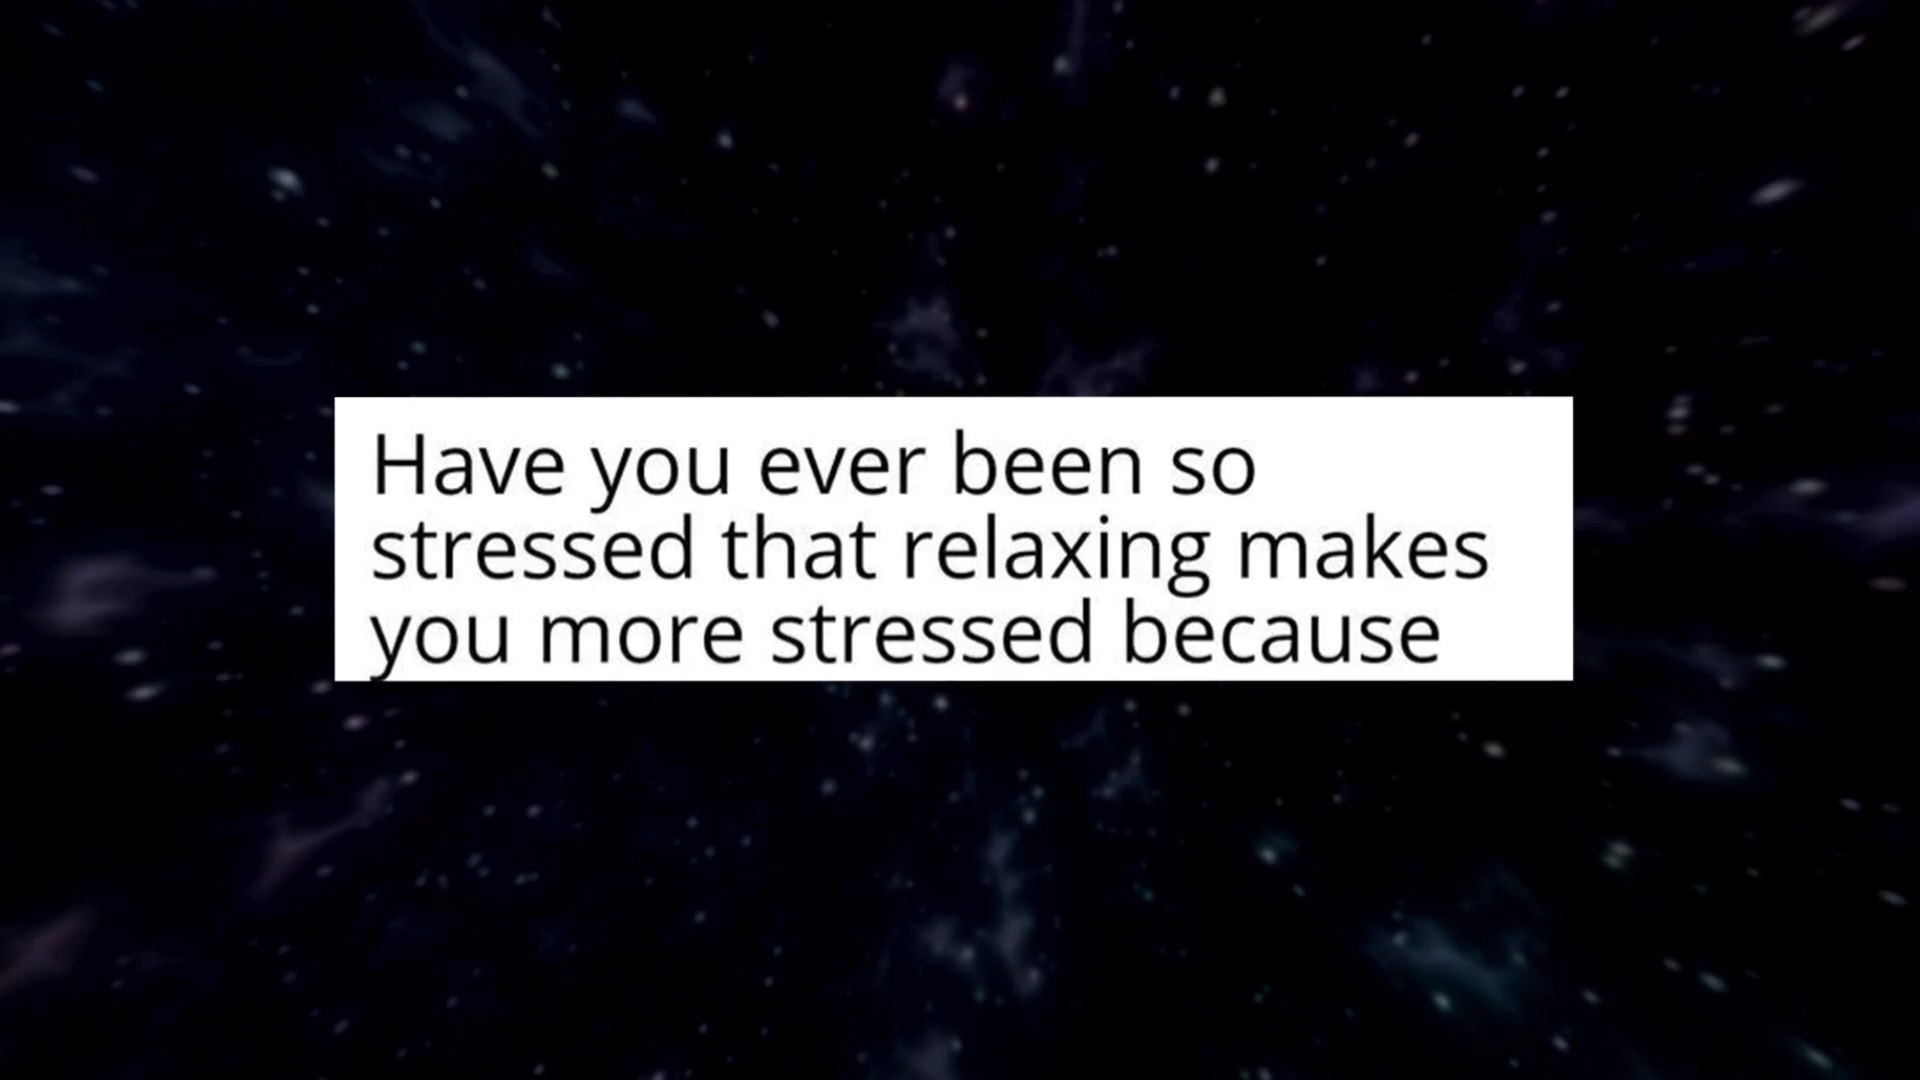 Have you ever been so
stressed that relaxing makes
you more stressed because